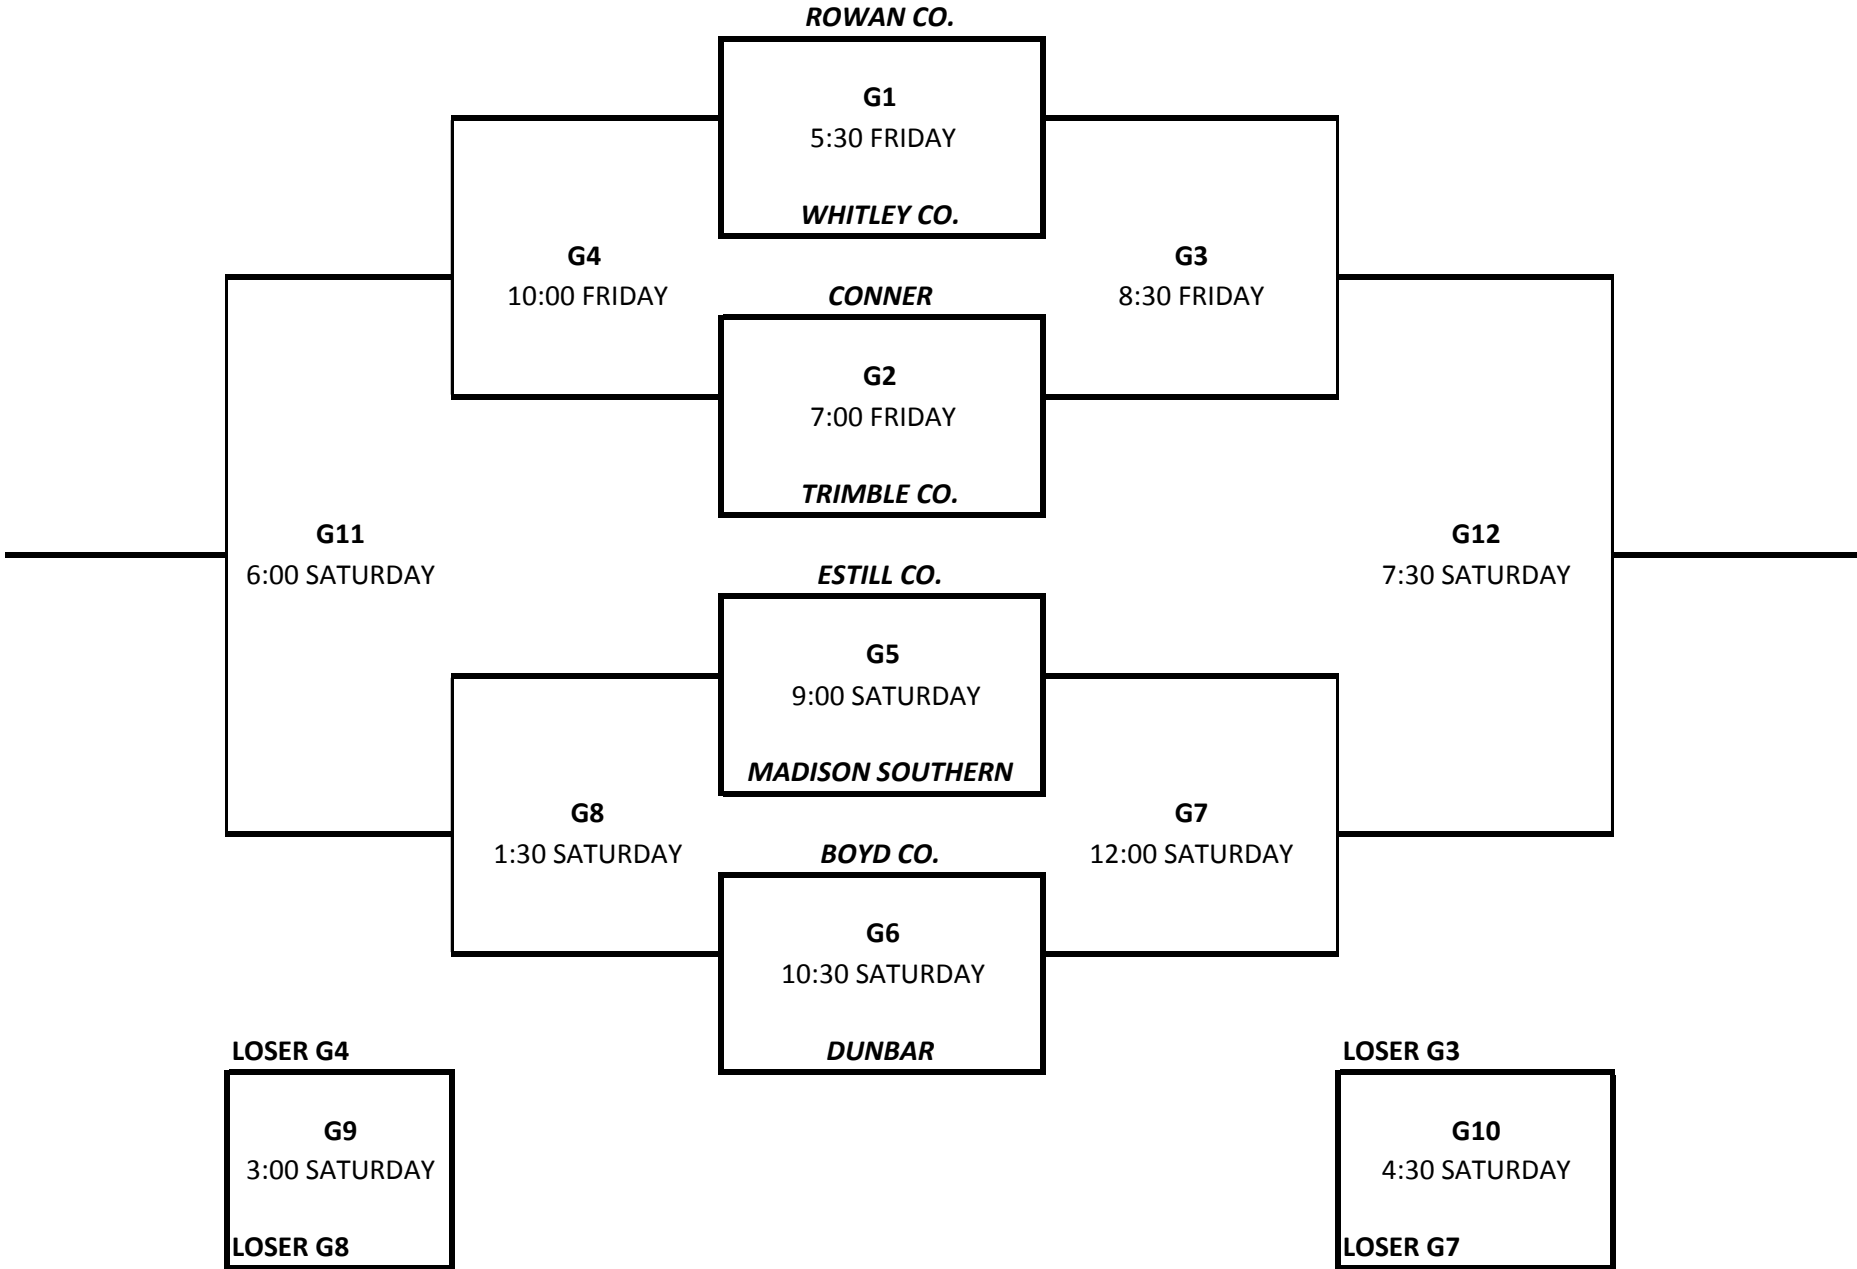 ROWAN CO.
G1
5:30 FRIDAY
WHITLEY CO.
G4
10:00 FRIDAY
G3
8:30 FRIDAY
CONNER
G2
7:00 FRIDAY
TRIMBLE CO.
G11
6:00 SATURDAY
G12
7:30 SATURDAY
ESTILL CO.
G5
9:00 SATURDAY
MADISON SOUTHERN
G8
1:30 SATURDAY
G7
12:00 SATURDAY
BOYD CO.
G6
10:30 SATURDAY
DUNBAR
LOSER G4
G9
3:00 SATURDAY
LOSER G8
LOSER G3
G10
4:30 SATURDAY
LOSER G7